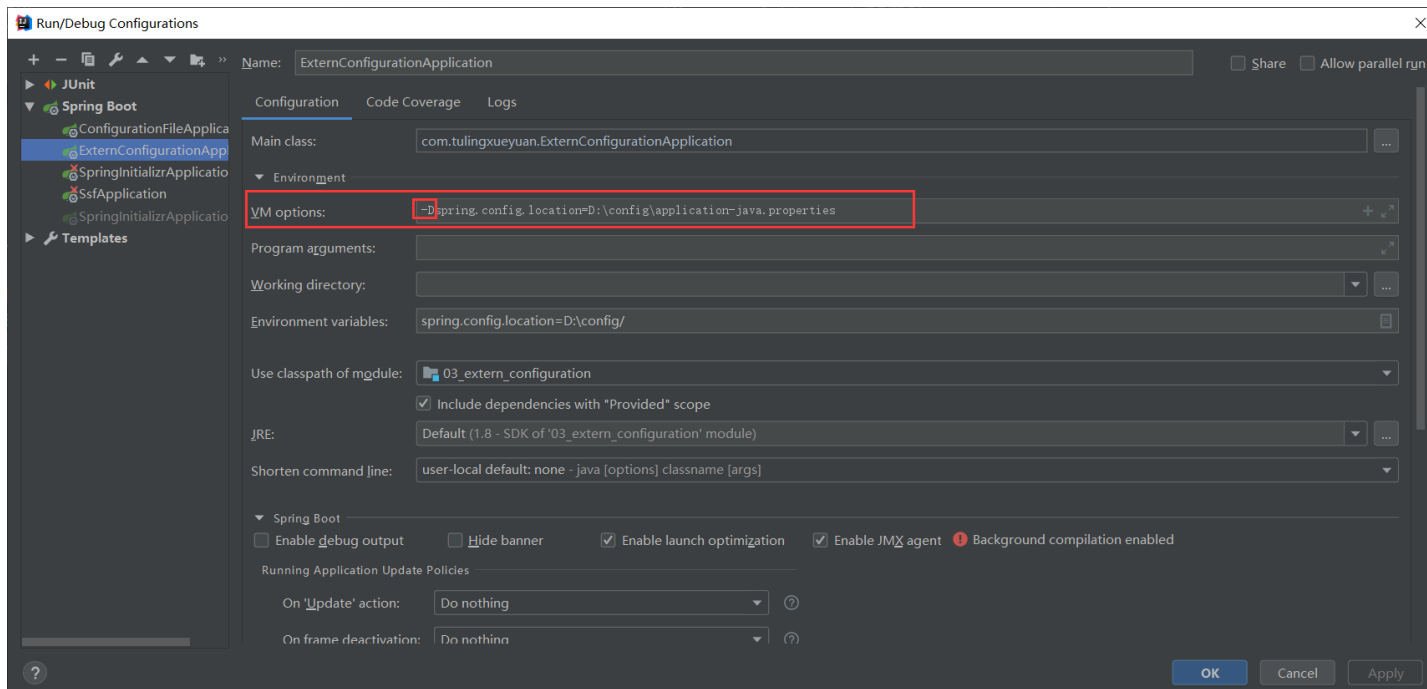 Run/Debug Configurations
Name: ExternConfigurationApplication Share Allow parallel run
JUnit
Spring Boot
ConfigurationFileApplica
ExternConfigurationAppl
SpringInitializrApplicatio
SsfApplication
SpringInitializrApplicatio
Templates
Configuration Code Coverage Logs
Main class: com.tulingxueyuan.ExternConfigurationApplication ...
Environment
VM options: -Dspring.config.location=D:\config\application-java.properties
Program arguments:
Working directory: ...
Environment variables: spring.config.location=D:\config/
Use classpath of module: 03_extern_configuration
Include dependencies with "Provided" scope
JRE: Default (1.8 - SDK of '03_extern_configuration' module) ...
Shorten command line: user-local default: none - java [options] classname [args]
Spring Boot
Enable debug output Hide banner Enable launch optimization Enable JMX agent Background compilation enabled
Running Application Update Policies
On 'Update' action: Do nothing ?
On frame deactivation: Do nothing ?
? OK Cancel Apply